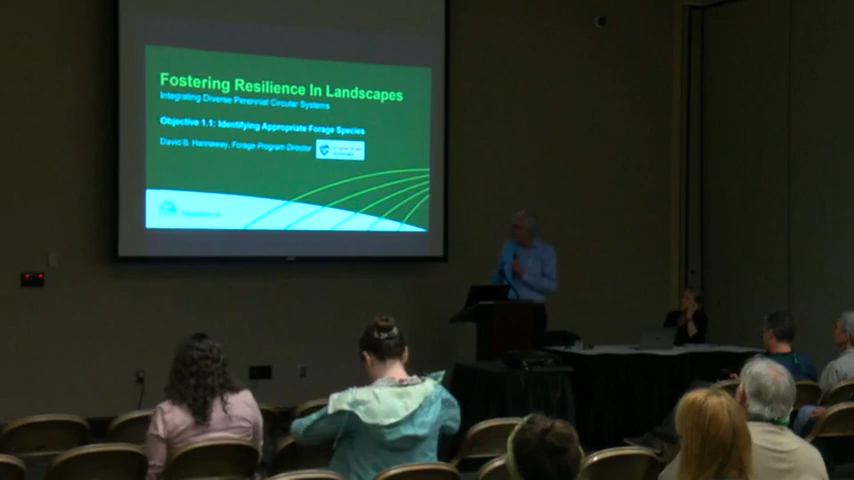 Fostering Resilience In Landscapes
Integrating Diverse Perennial Circular Systems
Objective 1.1: Identifying Appropriate Forage Species
David B. Hannaway, Forage Program Director